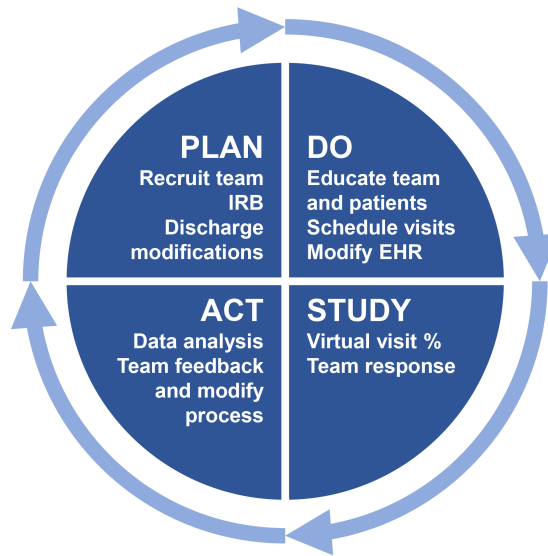 PLAN
Recruit team
IRB
Discharge
modifications
DO
Educate team
and patients
Schedule visits
Modify EHR
ACT
Data analysis
Team feedback
and modify
process
STUDY
Virtual visit %
Team response